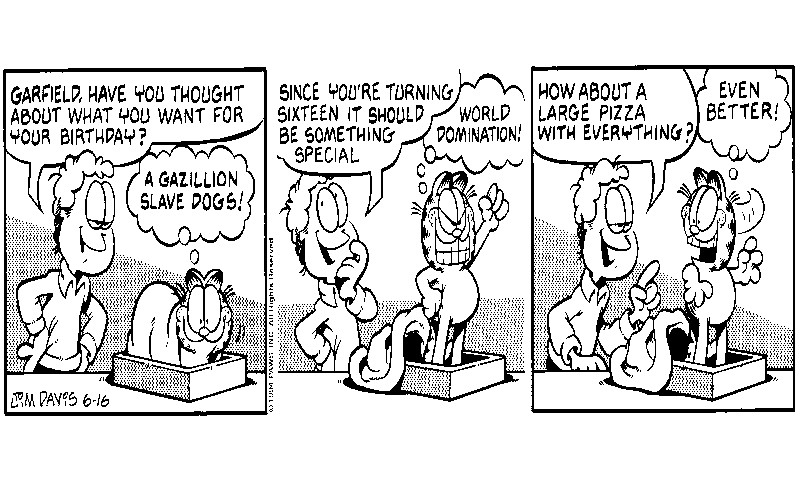 GARFIELD, HAVE YOU THOUGHT
ABOUT WHAT YOU WANT FOR
YOUR BIRTHDAY?
A GAZILLION
SLAVE DOGS!
JIM DAVIS 6-16
SINCE YOU'RE TURNING
SIXTEEN IT SHOULD
BE SOMETHING
SPECIAL
WORLD
DOMINATION!
HOW ABOUT A
LARGE PIZZA
WITH EVERYTHING?
EVEN
BETTER!